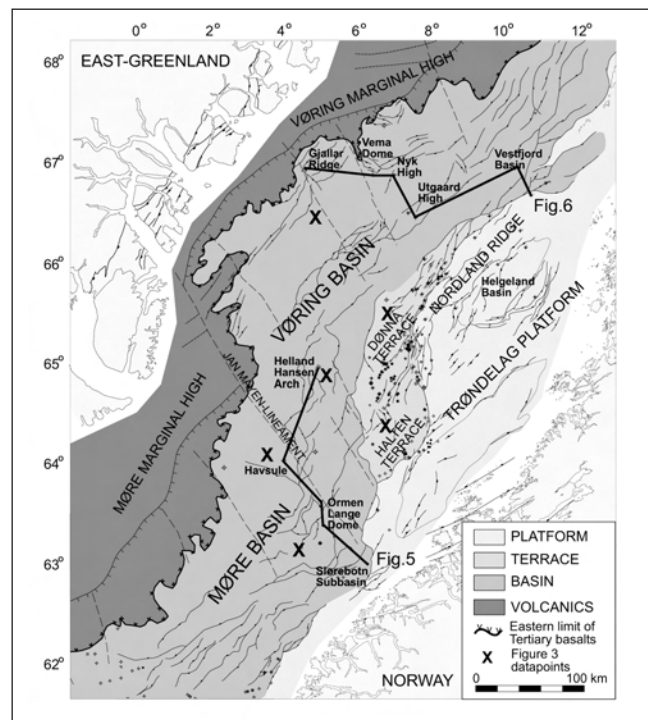 0° 2° 4° 6° 8° 10° 12°
68°
EAST-GREENLAND
VØRING MARGINAL HIGH
67°
Gjallar
Ridge
Vema
Dome
Nyk
High
Utgaard
High
Vestfjord
Basin
Fig.6
X
66°
VØRING BASIN
NORDLAND RIDGE
Helgeland
Basin
X
DØNNA
TERRACE
65°
Helland
Hansen
Arch
X
TRØNDELAG PLATFORM
JAN MAYEN-LINEAMENT
X
HALTEN
TERRACE
MØRE MARGINAL HIGH
64°
X
Havsule
MØRE BASIN
Ormen
Lange
Dome
63°
X
Fig.5
Slørebotn
Subbasin
62°
NORWAY
PLATFORM
TERRACE
BASIN
VOLCANICS
Eastern limit of
Tertiary basalts
X Figure 3
datapoints
0 100 km